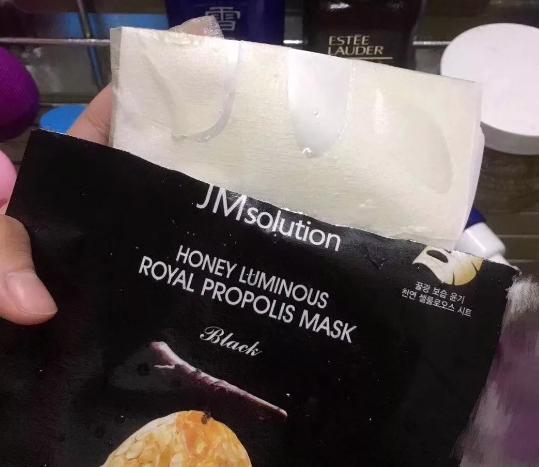 雪
ESTĒE
LAUDER
JMsolution
HONEY LUMINOUS
ROYAL PROPOLIS MASK
Black
꿀광 보습 윤기
천연 셀룰로오스 시트